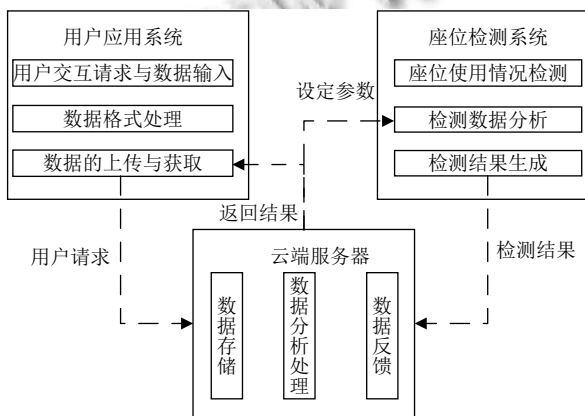 用户应用系统
用户交互请求与数据输入
数据格式处理
数据的上传与获取
座位检测系统
座位使用情况检测
检测数据分析
检测结果生成
设定参数
返回结果
用户请求
检测结果
云端服务器
数据存储
数据分析处理
数据反馈